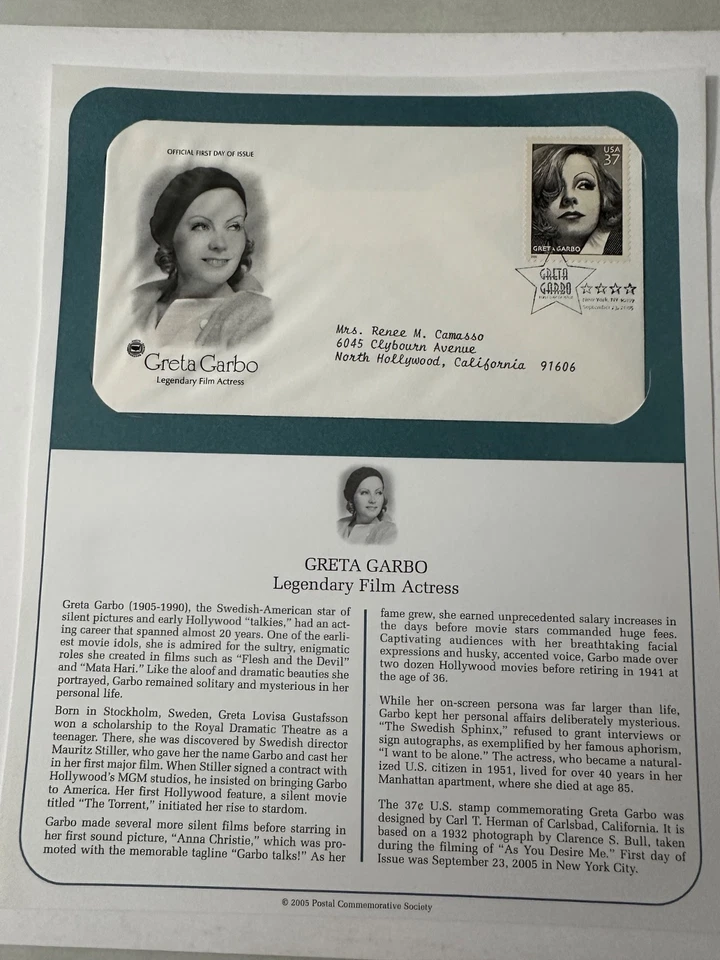 OFFICIAL FIRST DAY OF ISSUE
USA
37
GRETA GARBO
GRETA
GARBO
FIRST DAY OF ISSUE
New York, NY
September 23, 2005
Mrs. Renee M. Camasso
6045 Clybourn Avenue
North Hollywood, California 91606
Greta Garbo
Legendary Film Actress
GRETA GARBO
Legendary Film Actress
Greta Garbo (1905-1990), the Swedish-American star of
silent pictures and early Hollywood "talkies," had an act-
ing career that spanned almost 20 years. One of the earli-
est movie idols, she is admired for the sultry, enigmatic
roles she created in films such as "Flesh and the Devil"
and "Mata Hari." Like the aloof and dramatic beauties she
portrayed, Garbo remained solitary and mysterious in her
personal life.
Born in Stockholm, Sweden, Greta Lovisa Gustafsson
won a scholarship to the Royal Dramatic Theatre as a
teenager. There, she was discovered by Swedish director
Mauritz Stiller, who gave her the name Garbo and cast her
in her first major film. When Stiller signed a contract with
Hollywood's MGM studios, he insisted on bringing Garbo
to America. Her first Hollywood feature, a silent movie
titled "The Torrent," initiated her rise to stardom.
Garbo made several more silent films before starring in
her first sound picture, "Anna Christie," which was pro-
moted with the memorable tagline "Garbo talks!" As her
fame grew, she earned unprecedented salary increases in
the days before movie stars commanded huge fees.
Captivating audiences with her breathtaking facial
expressions and husky, accented voice, Garbo made over
two dozen Hollywood movies before retiring in 1941 at
the age of 36.
While her on-screen persona was far larger than life,
Garbo kept her personal affairs deliberately mysterious.
"The Swedish Sphinx," refused to grant interviews or
sign autographs, as exemplified by her famous aphorism,
"I want to be alone." The actress, who became a natural-
ized U.S. citizen in 1951, lived for over 40 years in her
Manhattan apartment, where she died at age 85.
The 37¢ U.S. stamp commemorating Greta Garbo was
designed by Carl T. Herman of Carlsbad, California. It is
based on a 1932 photograph by Clarence S. Bull, taken
during the filming of "As You Desire Me." First day of
Issue was September 23, 2005 in New York City.
© 2005 Postal Commemorative Society